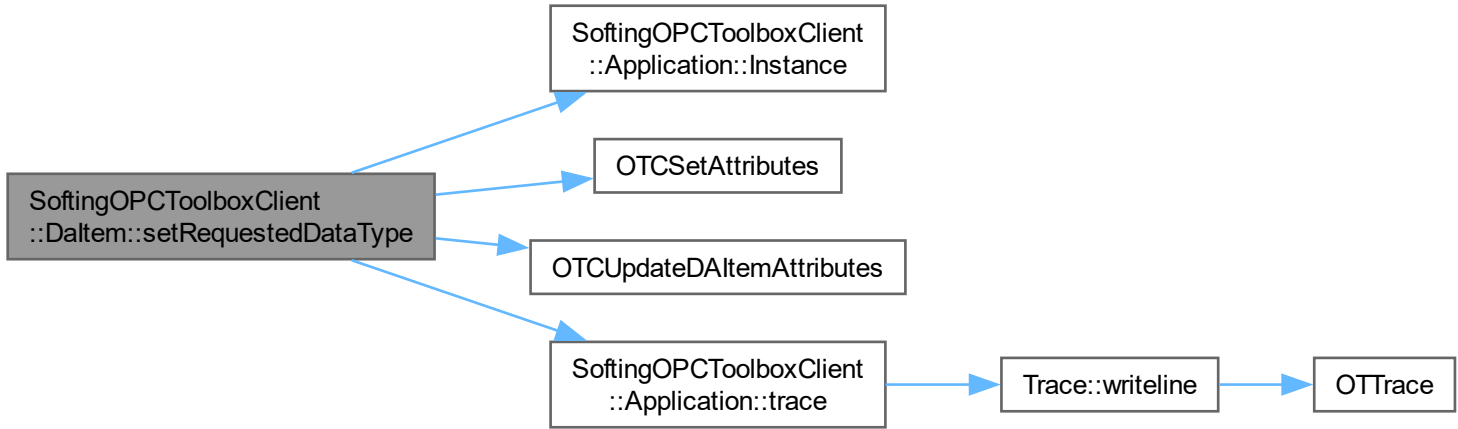 SoftingOPCToolboxClient
::Application::Instance
OTCSetAttributes
SoftingOPCToolboxClient
::DaItem::setRequestedDataType
OTCUpdateDAItemAttributes
SoftingOPCToolboxClient
::Application::trace
Trace::writeline
OTTrace